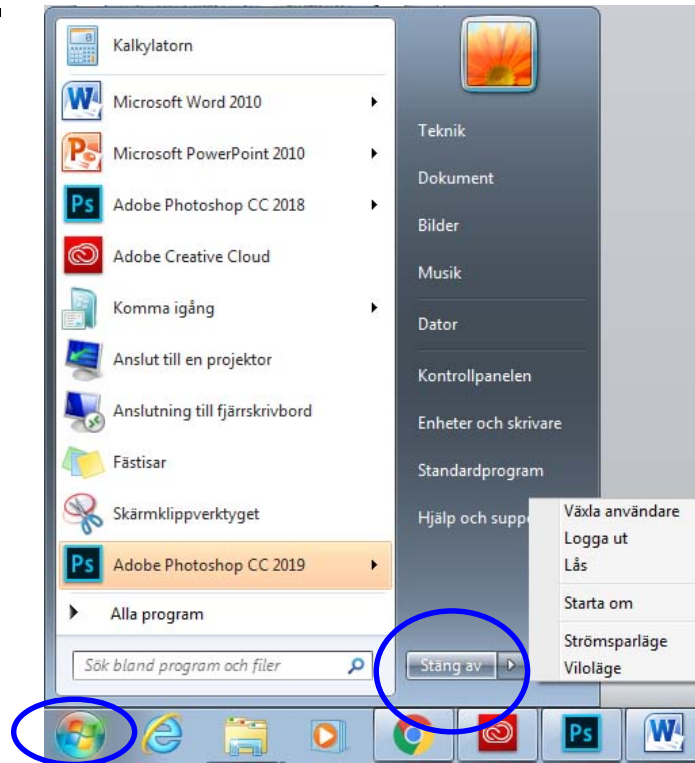 Kalkylatorn
Microsoft Word 2010
Microsoft PowerPoint 2010
Adobe Photoshop CC 2018
Adobe Creative Cloud
Komma igång
Anslut till en projektor
Anslutning till fjärrskrivbord
Fästisar
Skärmklippverktyget
Adobe Photoshop CC 2019
Alla program
Sök bland program och filer
Teknik
Dokument
Bilder
Musik
Dator
Kontrollpanelen
Enheter och skrivare
Standardprogram
Hjälp och suppo
Stäng av
Växla användare
Logga ut
Lås
Starta om
Strömsparläge
Viloläge
W
P
Ps
Ps
Ps
W